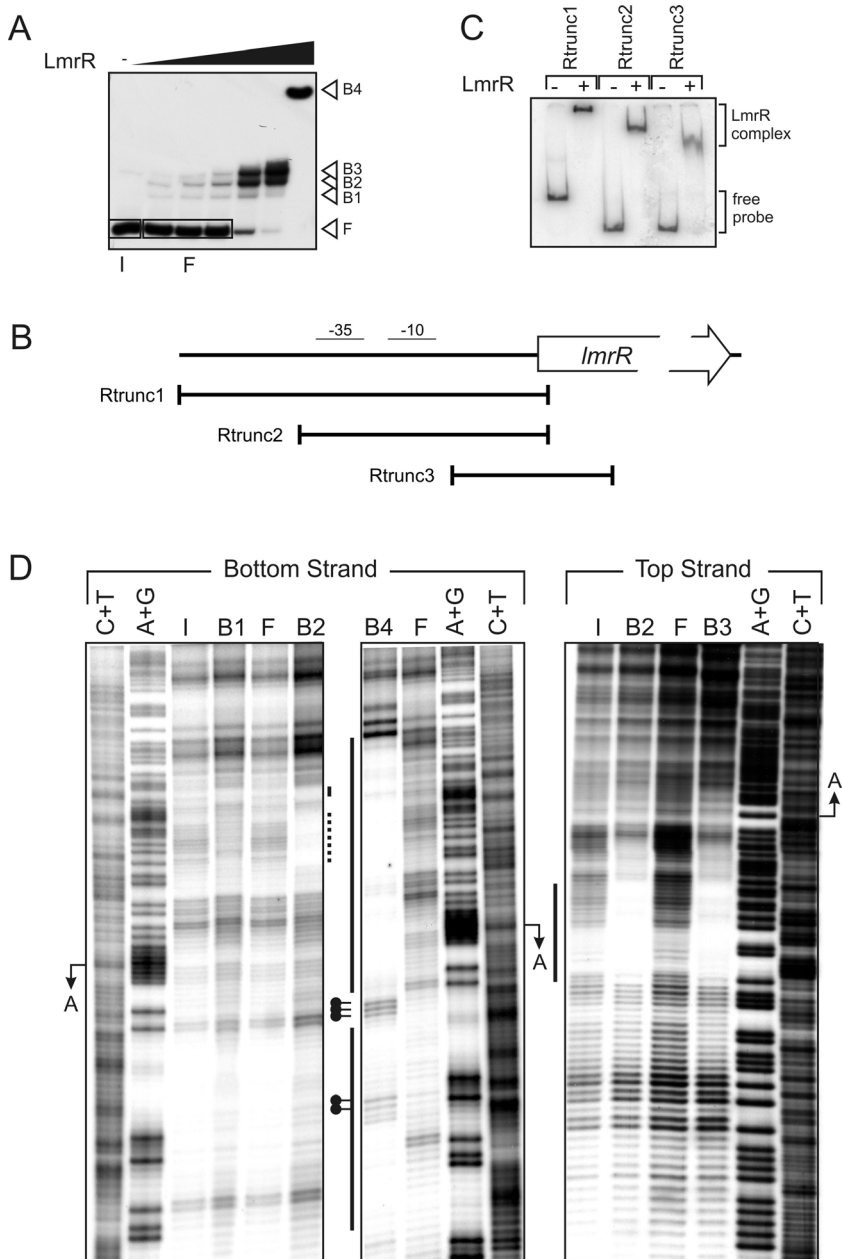 A
LmrR -
B4
B3
B2
B1
F
I F
C
Rtrunc1 Rtrunc2 Rtrunc3
LmrR - + - + - +
LmrR
complex
free
probe
B
-35 -10
lmrR
Rtrunc1
Rtrunc2
Rtrunc3
D
Bottom Strand
C+T A+G I B1 F B2 B4 F A+G C+T
A
A
Top Strand
I B2 F B3 A+G C+T
A